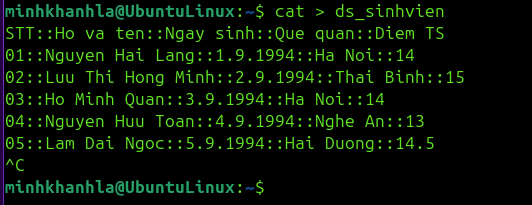 minhkhanhla@UbuntuLinux:~$ cat > ds_sinhvien
STT::Ho va ten::Ngay sinh::Que quan::Diem TS
01::Nguyen Hai Lang::1.9.1994::Ha Noi::14
02::Luu Thi Hong Minh::2.9.1994::Thai Binh::15
03::Ho Minh Quan::3.9.1994::Ha Noi::14
04::Nguyen Huu Toan::4.9.1994::Nghe An::13
05::Lam Dai Ngoc::5.9.1994::Hai Duong::14.5
^C
minhkhanhla@UbuntuLinux:~$